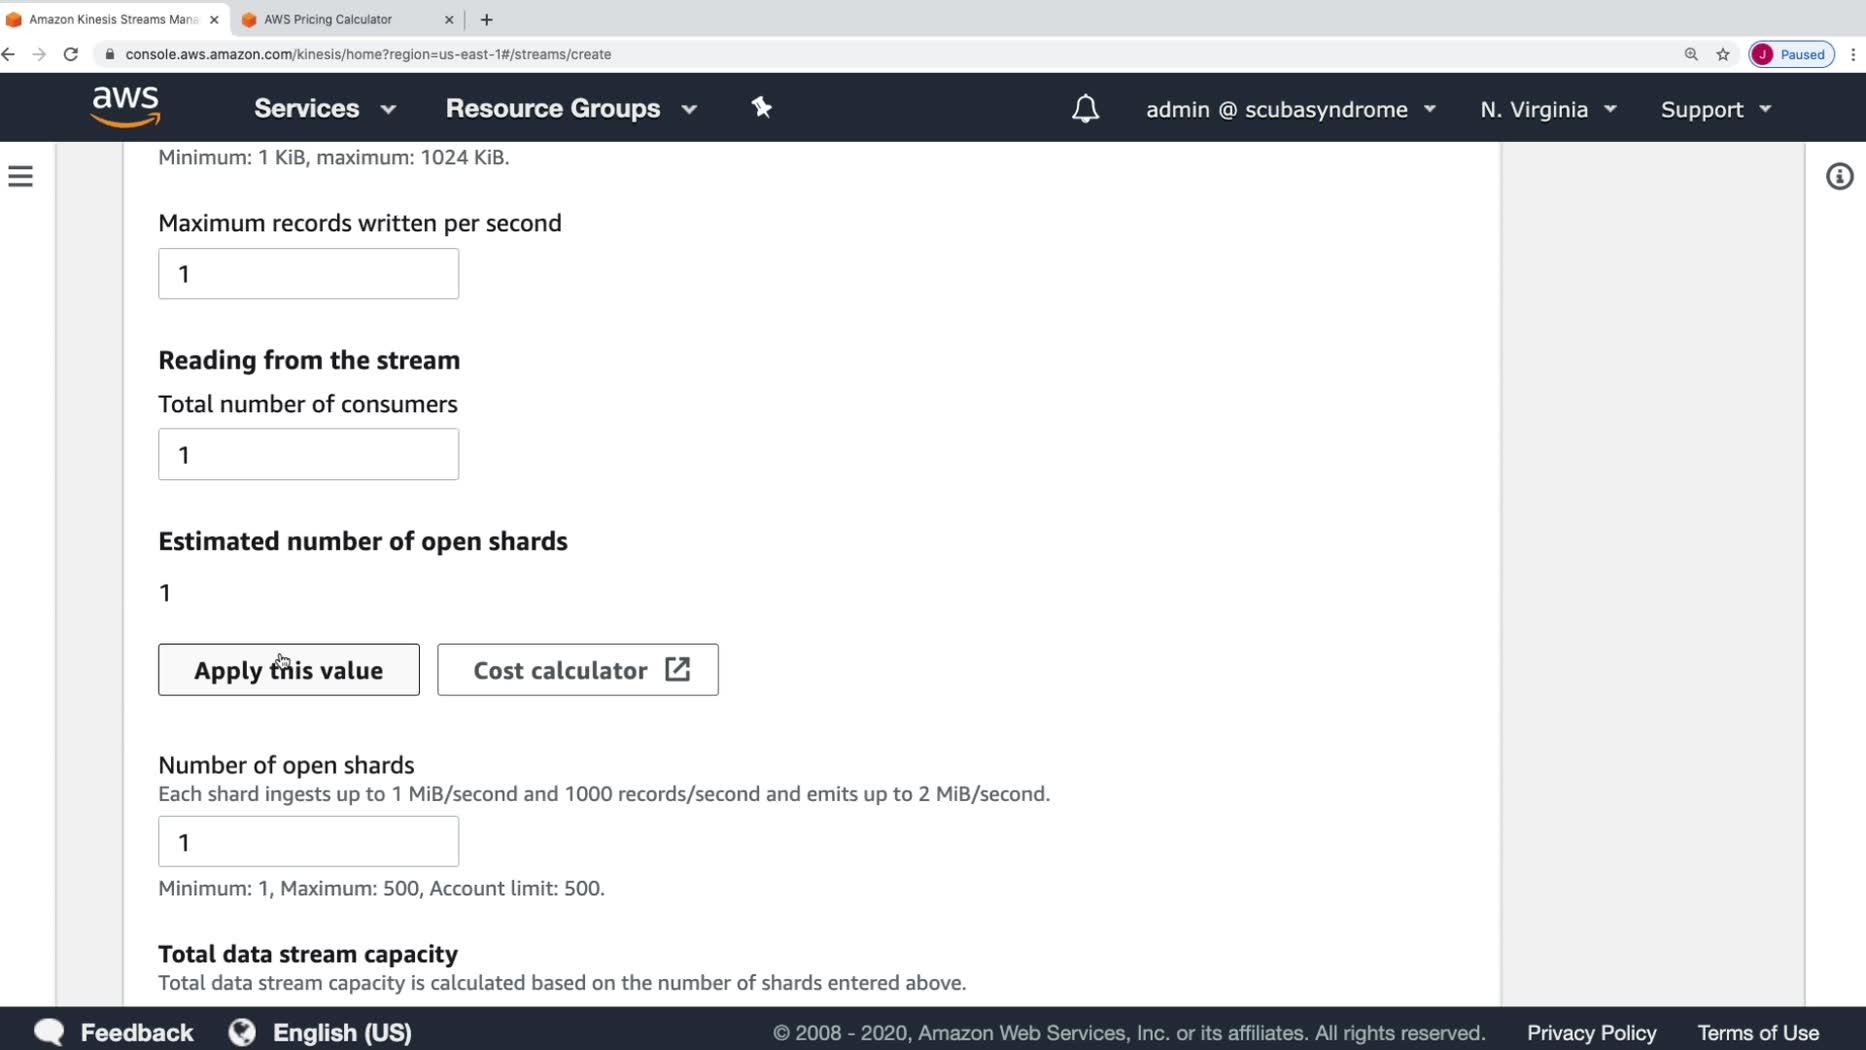 Amazon Kinesis Streams Mana
AWS Pricing Calculator
console.aws.amazon.com/kinesis/home?region=us-east-1#/streams/create
J Paused
aws
Services
Resource Groups
admin @ scubasyndrome
N. Virginia
Support
Minimum: 1 KiB, maximum: 1024 KiB.
Maximum records written per second
1
Reading from the stream
Total number of consumers
1
Estimated number of open shards
1
Apply this value
Cost calculator
Number of open shards
Each shard ingests up to 1 MiB/second and 1000 records/second and emits up to 2 MiB/second.
1
Minimum: 1, Maximum: 500, Account limit: 500.
Total data stream capacity
Total data stream capacity is calculated based on the number of shards entered above.
Feedback
English (US)
© 2008 - 2020, Amazon Web Services, Inc. or its affiliates. All rights reserved.
Privacy Policy
Terms of Use